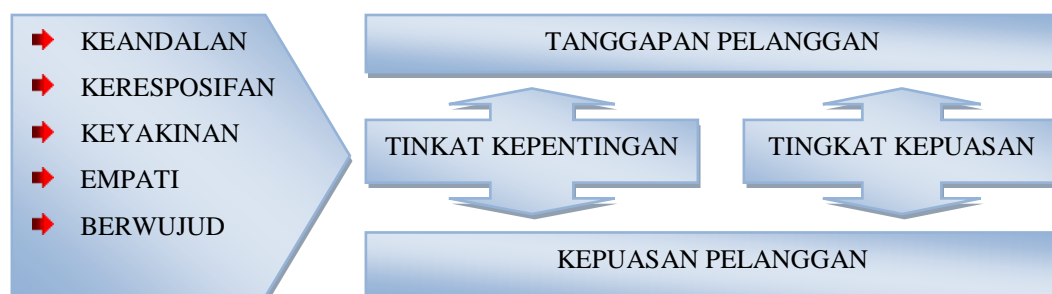 KEANDALAN
KERESPOSIFAN
KEYAKINAN
EMPATI
BERWUJUD
TANGGAPAN PELANGGAN
TINKAT KEPENTINGAN
TINGKAT KEPUASAN
KEPUASAN PELANGGAN